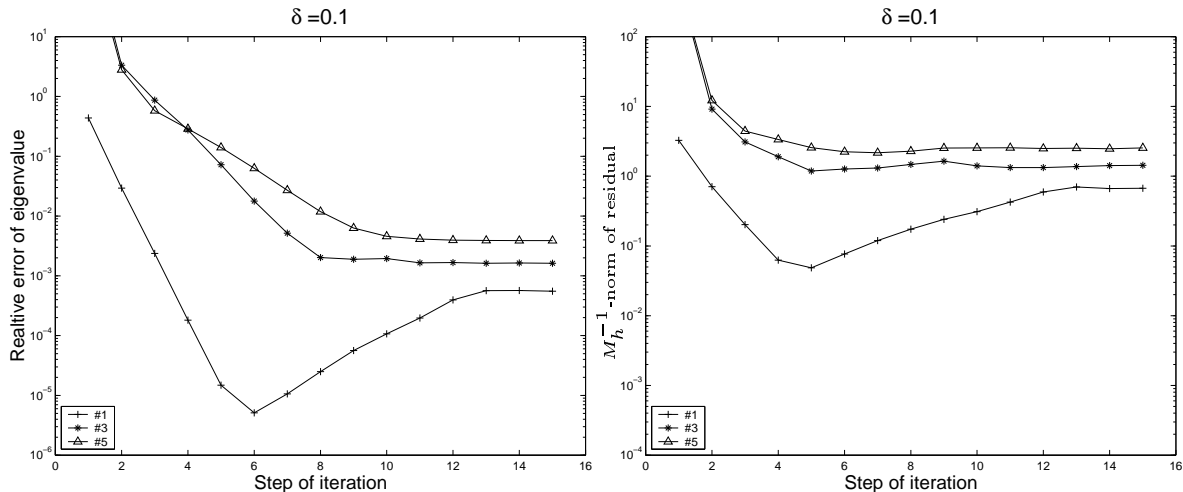 δ =0.1
Realtive error of eigenvalue
10^1
10^0
10^−1
10^−2
10^−3
10^−4
10^−5
10^−6
#1
#3
#5
0 2 4 6 8 10 12 14 16
Step of iteration
δ =0.1
M_h^−1-norm of residual
10^2
10^1
10^0
10^−1
10^−2
10^−3
10^−4
#1
#3
#5
0 2 4 6 8 10 12 14 16
Step of iteration